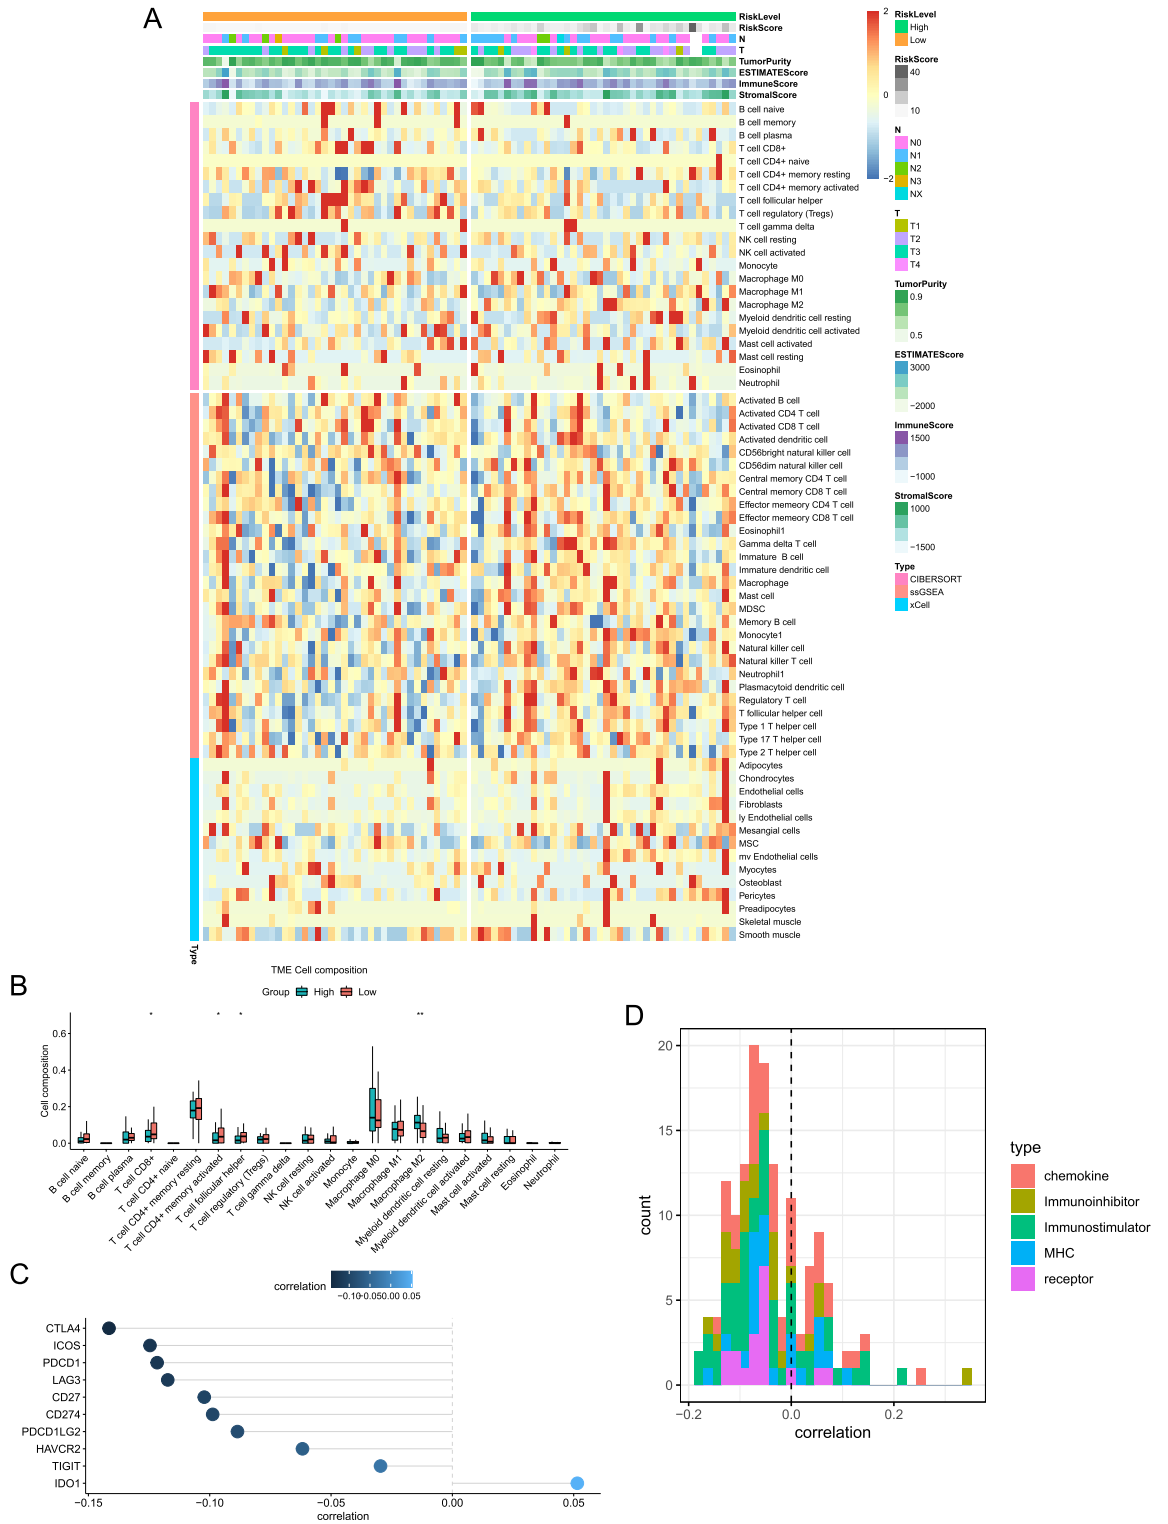 A
RiskLevel
RiskScore
N
T
TumorPurity
ESTIMATEScore
ImmuneScore
StromalScore
B cell naive
B cell memory
B cell plasma
T cell CD8+
T cell CD4+ naive
T cell CD4+ memory resting
T cell CD4+ memory activated
T cell follicular helper
T cell regulatory (Tregs)
T cell gamma delta
NK cell resting
NK cell activated
Monocyte
Macrophage M0
Macrophage M1
Macrophage M2
Myeloid dendritic cell resting
Myeloid dendritic cell activated
Mast cell activated
Mast cell resting
Eosinophil
Neutrophil
Activated B cell
Activated CD4 T cell
Activated CD8 T cell
Activated dendritic cell
CD56bright natural killer cell
CD56dim natural killer cell
Central memory CD4 T cell
Central memory CD8 T cell
Effector memeory CD4 T cell
Effector memeory CD8 T cell
Eosinophil1
Gamma delta T cell
Immature  B cell
Immature dendritic cell
Macrophage
Mast cell
MDSC
Memory B cell
Monocyte1
Natural killer cell
Natural killer T cell
Neutrophil1
Plasmacytoid dendritic cell
Regulatory T cell
T follicular helper cell
Type 1 T helper cell
Type 17 T helper cell
Type 2 T helper cell
Adipocytes
Chondrocytes
Endothelial cells
Fibroblasts
ly Endothelial cells
Mesangial cells
MSC
mv Endothelial cells
Myocytes
Osteoblast
Pericytes
Preadipocytes
Skeletal muscle
Smooth muscle
Type
2
0
−2
RiskLevel
High
Low
RiskScore
40
10
N
N0
N1
N2
N3
NX
T
T1
T2
T3
T4
TumorPurity
0.9
0.5
ESTIMATEScore
3000
−2000
ImmuneScore
1500
−1000
StromalScore
1000
−1500
Type
CIBERSORT
ssGSEA
xCell
B
TME Cell composition
Group High Low
* * * **
Cell composition
0.6
0.4
0.2
0.0
B cell naive
B cell memory
B cell plasma
T cell CD8+
T cell CD4+ naive
T cell CD4+ memory resting
T cell CD4+ memory activated
T cell follicular helper
T cell regulatory (Tregs)
T cell gamma delta
NK cell resting
NK cell activated
Monocyte
Macrophage M0
Macrophage M1
Macrophage M2
Myeloid dendritic cell resting
Myeloid dendritic cell activated
Mast cell activated
Mast cell resting
Eosinophil
Neutrophil
C
correlation
−0.10 −0.05 0.00 0.05
CTLA4
ICOS
PDCD1
LAG3
CD27
CD274
PDCD1LG2
HAVCR2
TIGIT
IDO1
−0.15 −0.10 −0.05 0.00 0.05
correlation
D
count
20
15
10
5
0
−0.2 0.0 0.2
correlation
type
chemokine
Immunoinhibitor
Immunostimulator
MHC
receptor